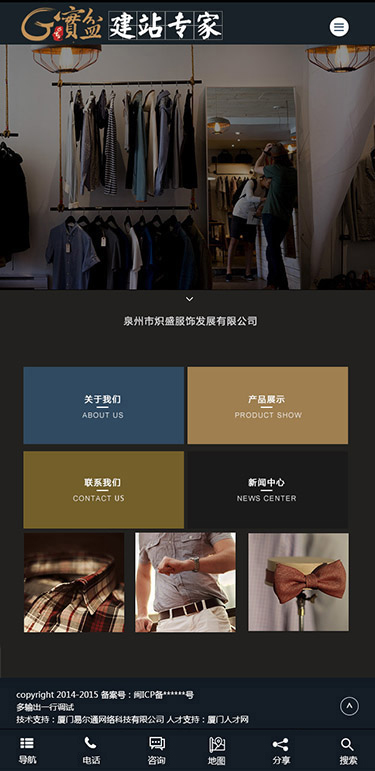 G寶盆 建站专家
泉州市炽盛服饰发展有限公司
关于我们
ABOUT US
产品展示
PRODUCT SHOW
联系我们
CONTACT US
新闻中心
NEWS CENTER
copyright 2014-2015 备案号：闽ICP备******号
多输出一行调试
技术支持：厦门易尔通网络科技有限公司 人才支持：厦门人才网
导航 电话 咨询 地图 分享 搜索